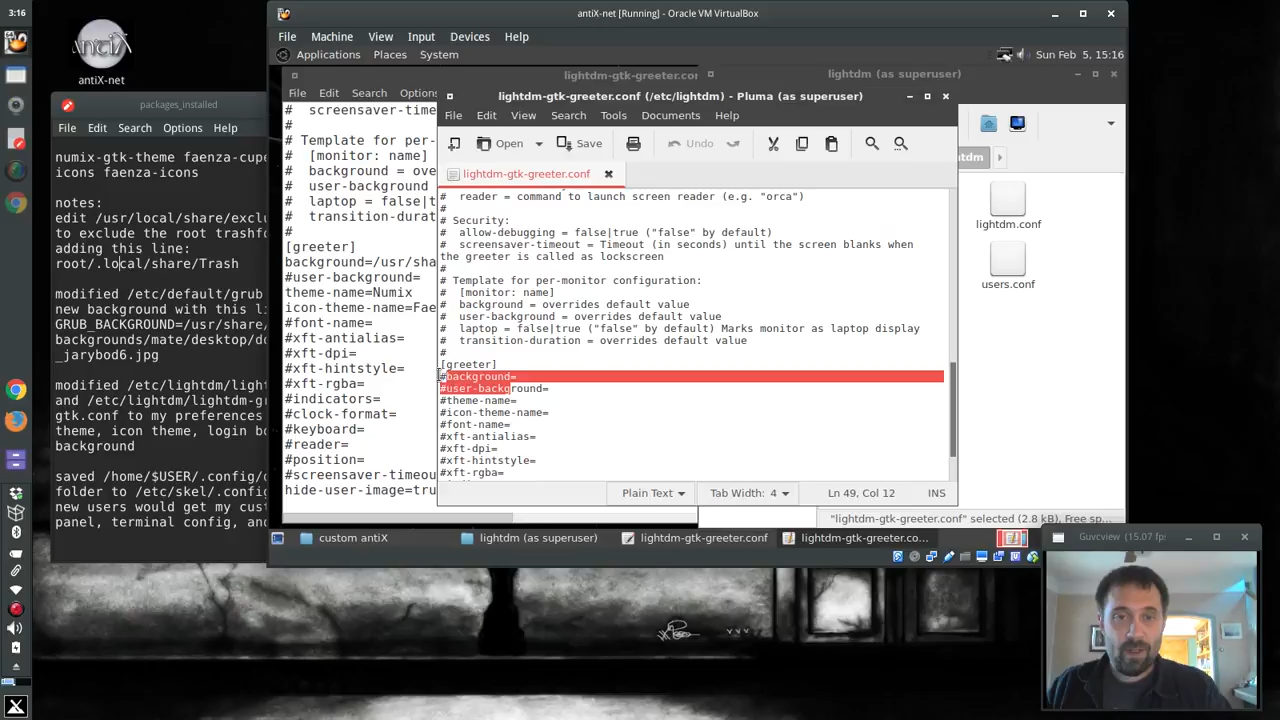 3:16
antiX
antiX-net
antiX-net [Running] - Oracle VM VirtualBox
File Machine View Input Devices Help
Applications Places System
Sun Feb 5, 15:16
packages_installed
File Edit Search Options Help
numix-gtk-theme faenza-cupe
icons faenza-icons
notes:
edit /usr/local/share/exclu
to exclude the root trashfo
adding this line:
root/.local/share/Trash
modified /etc/default/grub
new background with this li
GRUB_BACKGROUND=/usr/share/
backgrounds/mate/desktop/do
_jarybod6.jpg
modified /etc/lightdm/lightd
and /etc/lightdm/lightdm-gt
gtk.conf to my preferences
theme, icon theme, login bo
background
saved /home/$USER/.config/d
folder to /etc/skel/.config
new users would get my cust
panel, terminal config, and
lightdm-gtk-greeter.cor
File Edit Search Options
# screensaver-time
#
# Template for per-
# [monitor: name]
# background = ove
# user-background
# laptop = false|t
# transition-durat
#
[greeter]
background=/usr/sha
#user-background=
theme-name=Numix
icon-theme-name=Fae
#font-name=
#xft-antialias=
#xft-dpi=
#xft-hintstyle=
#xft-rgba=
#indicators=
#clock-format=
#keyboard=
#reader=
#position=
#screensaver-timeou
hide-user-image=tru
lightdm (as superuser)
htdm
lightdm.conf
users.conf
"lightdm-gtk-greeter.conf" selected (2.8 kB), Free sp...
lightdm-gtk-greeter.conf (/etc/lightdm) - Pluma (as superuser)
File Edit View Search Tools Documents Help
Open Save Undo
lightdm-gtk-greeter.conf
# reader = command to launch screen reader (e.g. "orca")
#
# Security:
# allow-debugging = false|true ("false" by default)
# screensaver-timeout = Timeout (in seconds) until the screen blanks when
the greeter is called as lockscreen
#
# Template for per-monitor configuration:
# [monitor: name]
# background = overrides default value
# user-background = overrides default value
# laptop = false|true ("false" by default) Marks monitor as laptop display
# transition-duration = overrides default value
#
[greeter]
#background=
#user-background=
#theme-name=
#icon-theme-name=
#font-name=
#xft-antialias=
#xft-dpi=
#xft-hintstyle=
#xft-rgba=
Plain Text Tab Width: 4 Ln 49, Col 12 INS
custom antiX lightdm (as superuser) lightdm-gtk-greeter.conf lightdm-gtk-greeter.co...
Guvcview (15.07 fp